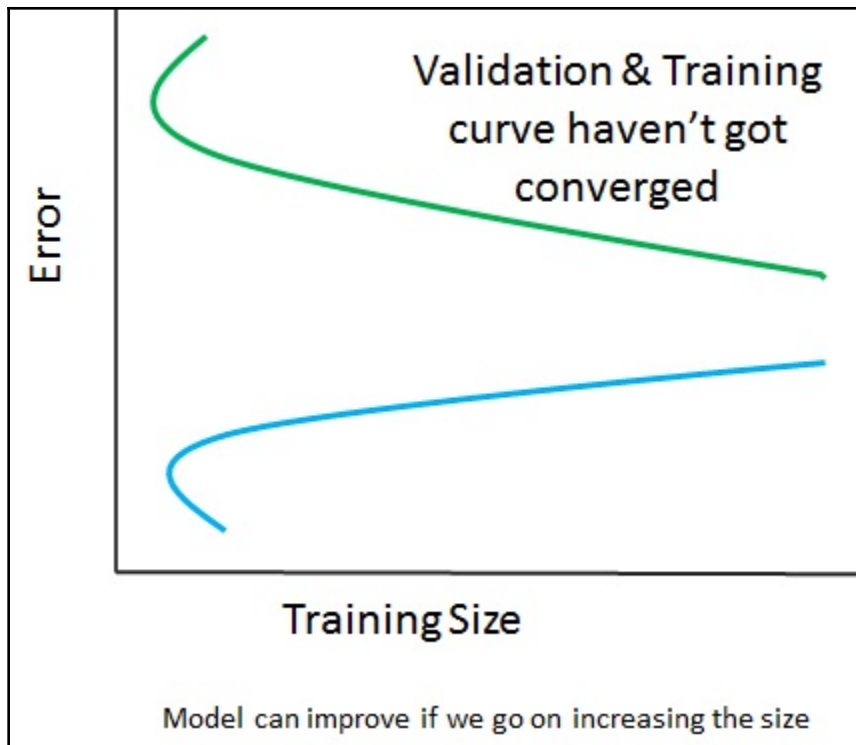 Validation & Training
curve haven't got
converged
Error
Training Size
Model can improve if we go on increasing the size